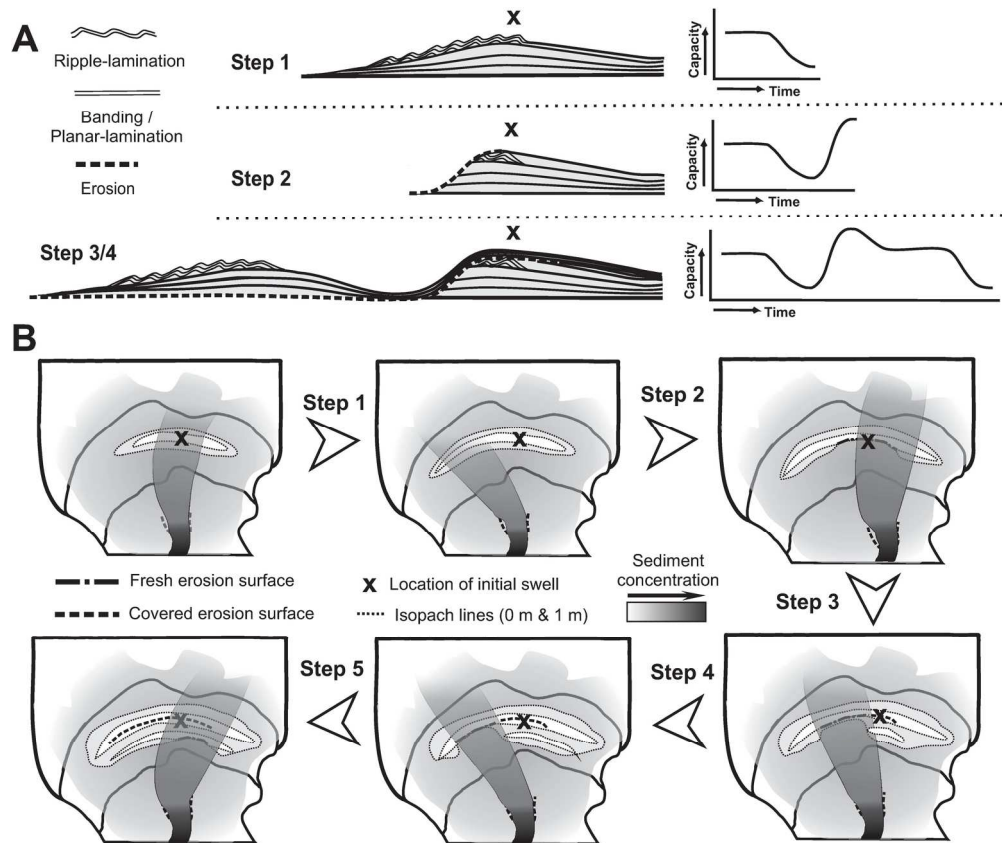 A
Ripple-lamination
Banding /
Planar-lamination
Erosion
Step 1
X
Capacity
Time
Step 2
X
Capacity
Time
Step 3/4
X
Capacity
Time
B
X
Step 1
X
Step 2
X
Fresh erosion surface
Covered erosion surface
X Location of initial swell
Isopach lines (0 m & 1 m)
Sediment
concentration
Step 3
X
Step 5
X
Step 4
X